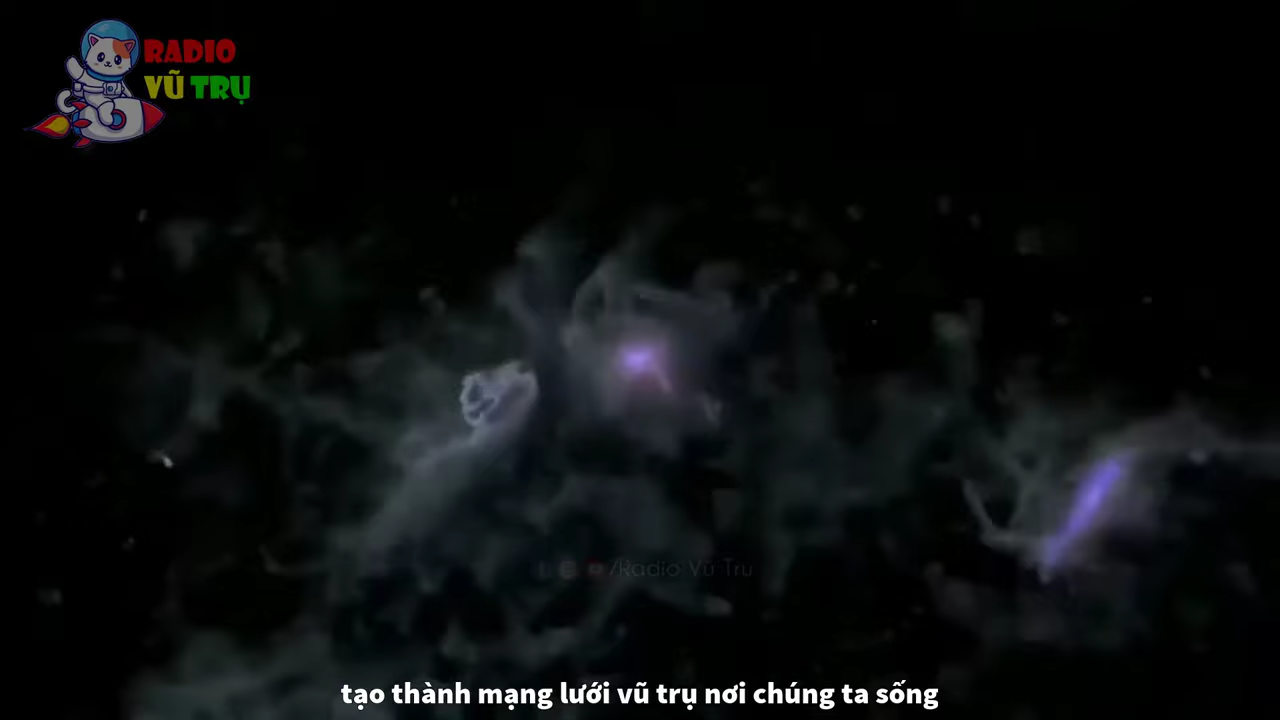 RADIO
VŨ TRỤ
/Radio Vũ Trụ
tạo thành mạng lưới vũ trụ nơi chúng ta sống